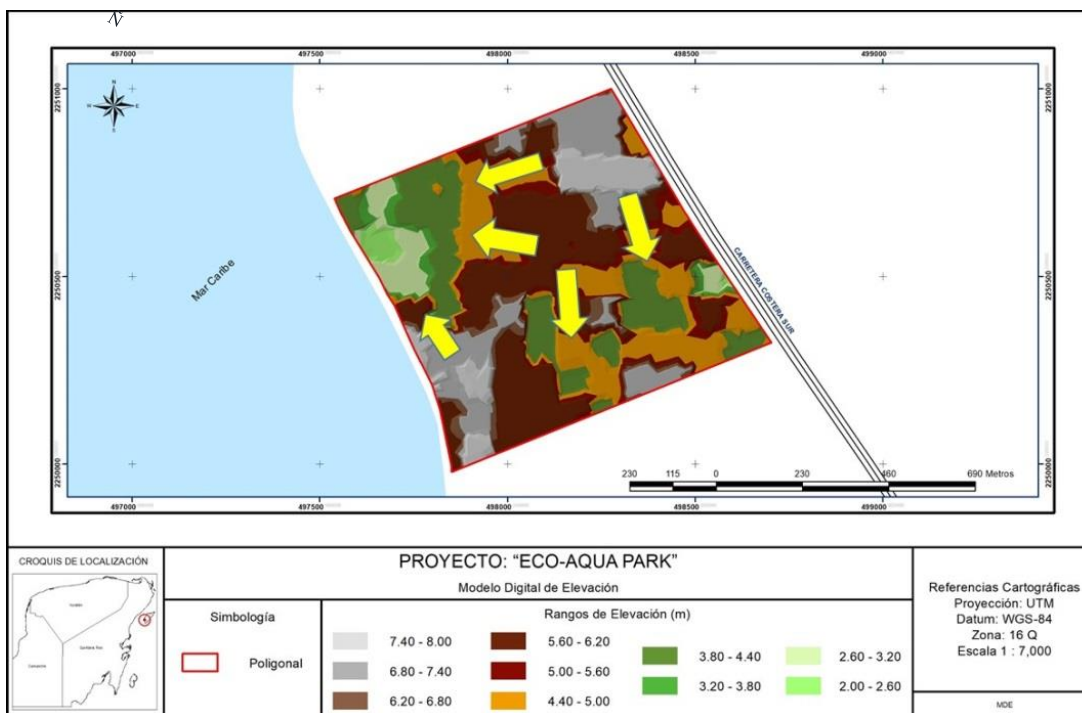 N
497000
497500
498000
498500
499000
2251000
2250500
2250000
2251000
2250500
2250000
N
W
E
S
Mar Caribe
CARRETERA COSTERA SUR
230 115 0 230 460 690 Metros
497000
497500
498000
498500
499000
CROQUIS DE LOCALIZACIÓN
PROYECTO: “ECO-AQUA PARK”
Modelo Digital de Elevación
Simbología
Poligonal
Rangos de Elevación (m)
7.40 - 8.00
6.80 - 7.40
6.20 - 6.80
5.60 - 6.20
5.00 - 5.60
4.40 - 5.00
3.80 - 4.40
3.20 - 3.80
2.60 - 3.20
2.00 - 2.60
Referencias Cartográficas
Proyección: UTM
Datum: WGS-84
Zona: 16 Q
Escala 1 : 7,000
MDE